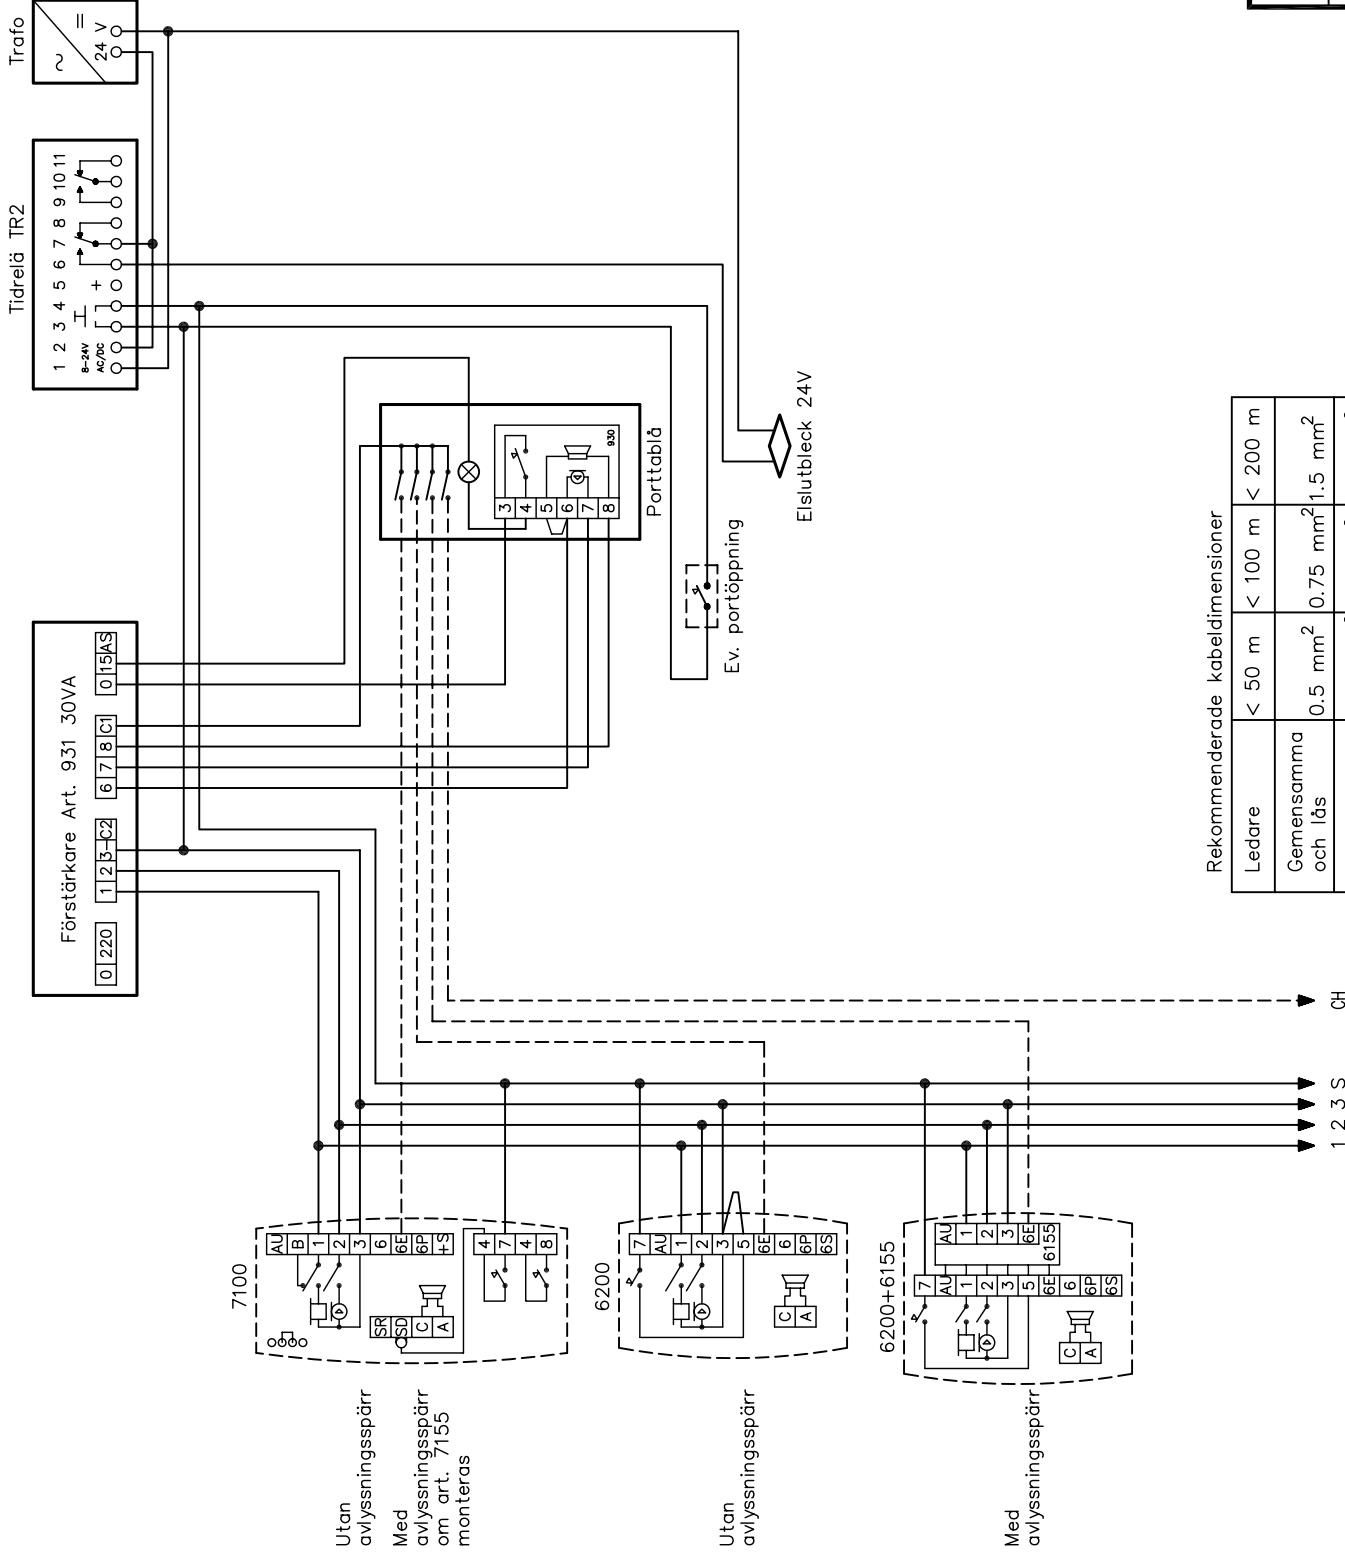 Trafo
24 V
Tidrelä TR2
1 2 3 4 5 6 7 8 9 10 11
8-24V
AC/DC
+
Förstärkare Art. 931 30VA
0 220
1 2 3-C2
6 7 8 C1
0 15 AS
Porttablå
930
3
4
5
6
7
8
Ev. portöppning
Elslutbleck 24V
7100
AU
B
1
2
3
6
6E
6P
+S
4
7
4
8
SR
SD
C
A
Utan
avlyssningsspärr
Med
avlyssningsspärr
om art. 7155
monteras
6200
7
AU
1
2
3
5
6E
6
6P
6S
C
A
Utan
avlyssningsspärr
6200+6155
AU
1
2
3
6E
6155
7
AU
1
2
3
5
6E
6
6P
6S
C
A
Med
avlyssningsspärr
1 2 3 S
CH
Rekommenderade kabeldimensioner
Ledare < 50 m < 100 m < 200 m
Gemensamma
och lås 0.5 mm² 0.75 mm² 1.5 mm²